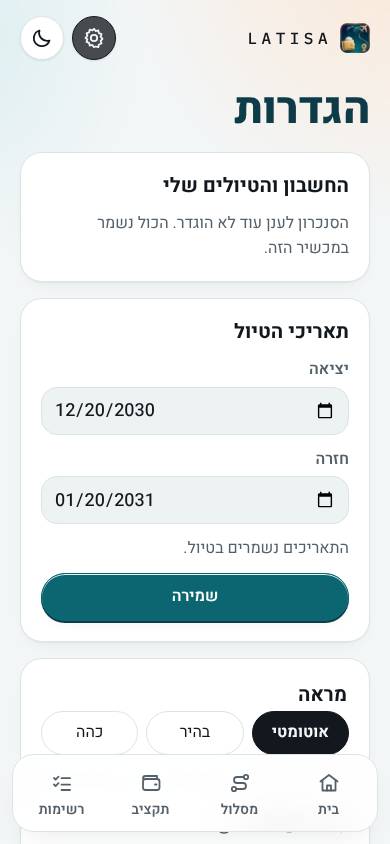 LATISA
הגדרות
החשבון והטיולים שלי
הסנכרון לענן עוד לא הוגדר. הכול נשמר
במכשיר הזה.
תאריכי הטיול
יציאה
12/20/2030
חזרה
01/20/2031
התאריכים נשמרים בטיול.
שמירה
מראה
אוטומטי
בהיר
כהה
בית
מסלול
תקציב
רשימות